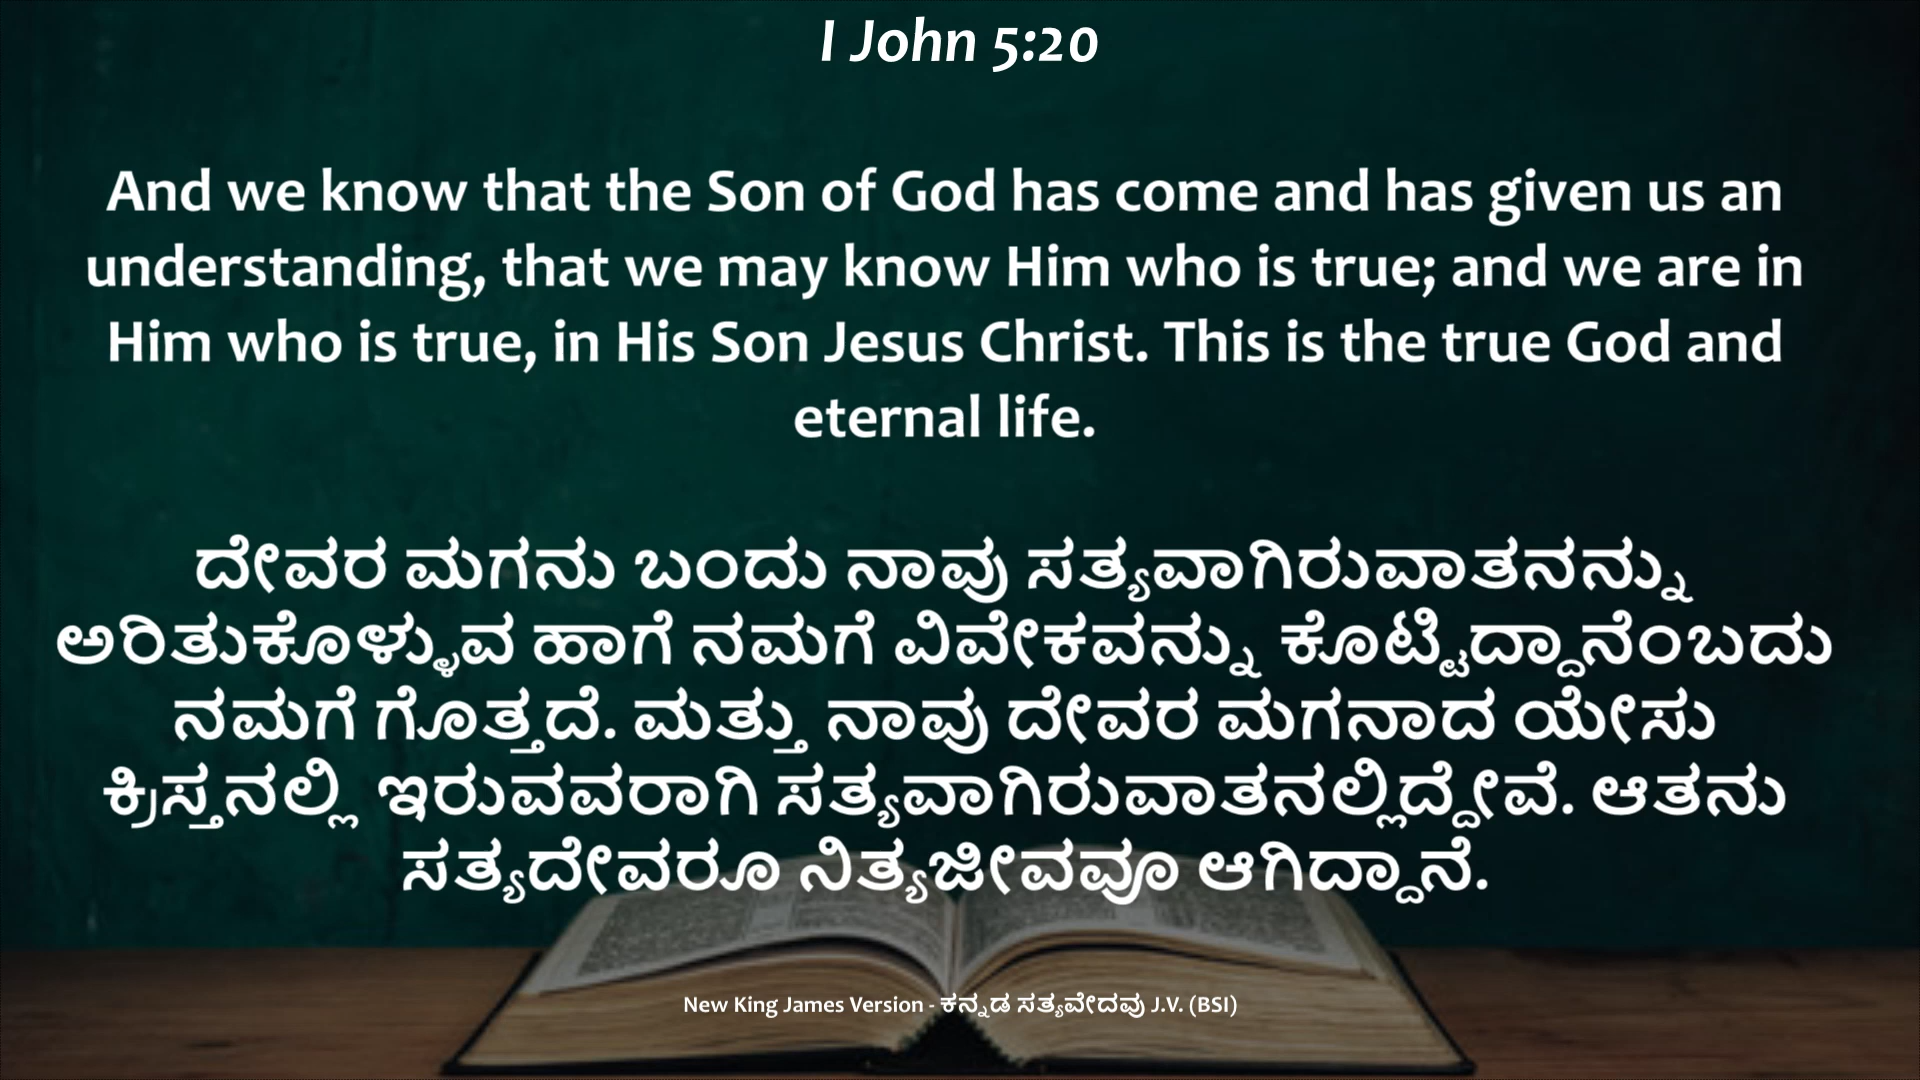 I John 5:20
And we know that the Son of God has come and has given us an
understanding, that we may know Him who is true; and we are in
Him who is true, in His Son Jesus Christ. This is the true God and
eternal life.
ದೇವರ ಮಗನು ಬಂದು ನಾವು ಸತ್ಯವಾಗಿರುವಾತನನ್ನು
ಅರಿತುಕೊಳ್ಳುವ ಹಾಗೆ ನಮಗೆ ವಿವೇಕವನ್ನು ಕೊಟ್ಟಿದ್ದಾನೆಂಬದು
ನಮಗೆ ಗೊತ್ತದೆ. ಮತ್ತು ನಾವು ದೇವರ ಮಗನಾದ ಯೇಸು
ಕ್ರಿಸ್ತನಲ್ಲಿ ಇರುವವರಾಗಿ ಸತ್ಯವಾಗಿರುವಾತನಲ್ಲಿದ್ದೇವೆ. ಆತನು
ಸತ್ಯದೇವರೂ ನಿತ್ಯಜೀವವೂ ಆಗಿದ್ದಾನೆ.
New King James Version - ಕನ್ನಡ ಸತ್ಯವೇದವು J.V. (BSI)